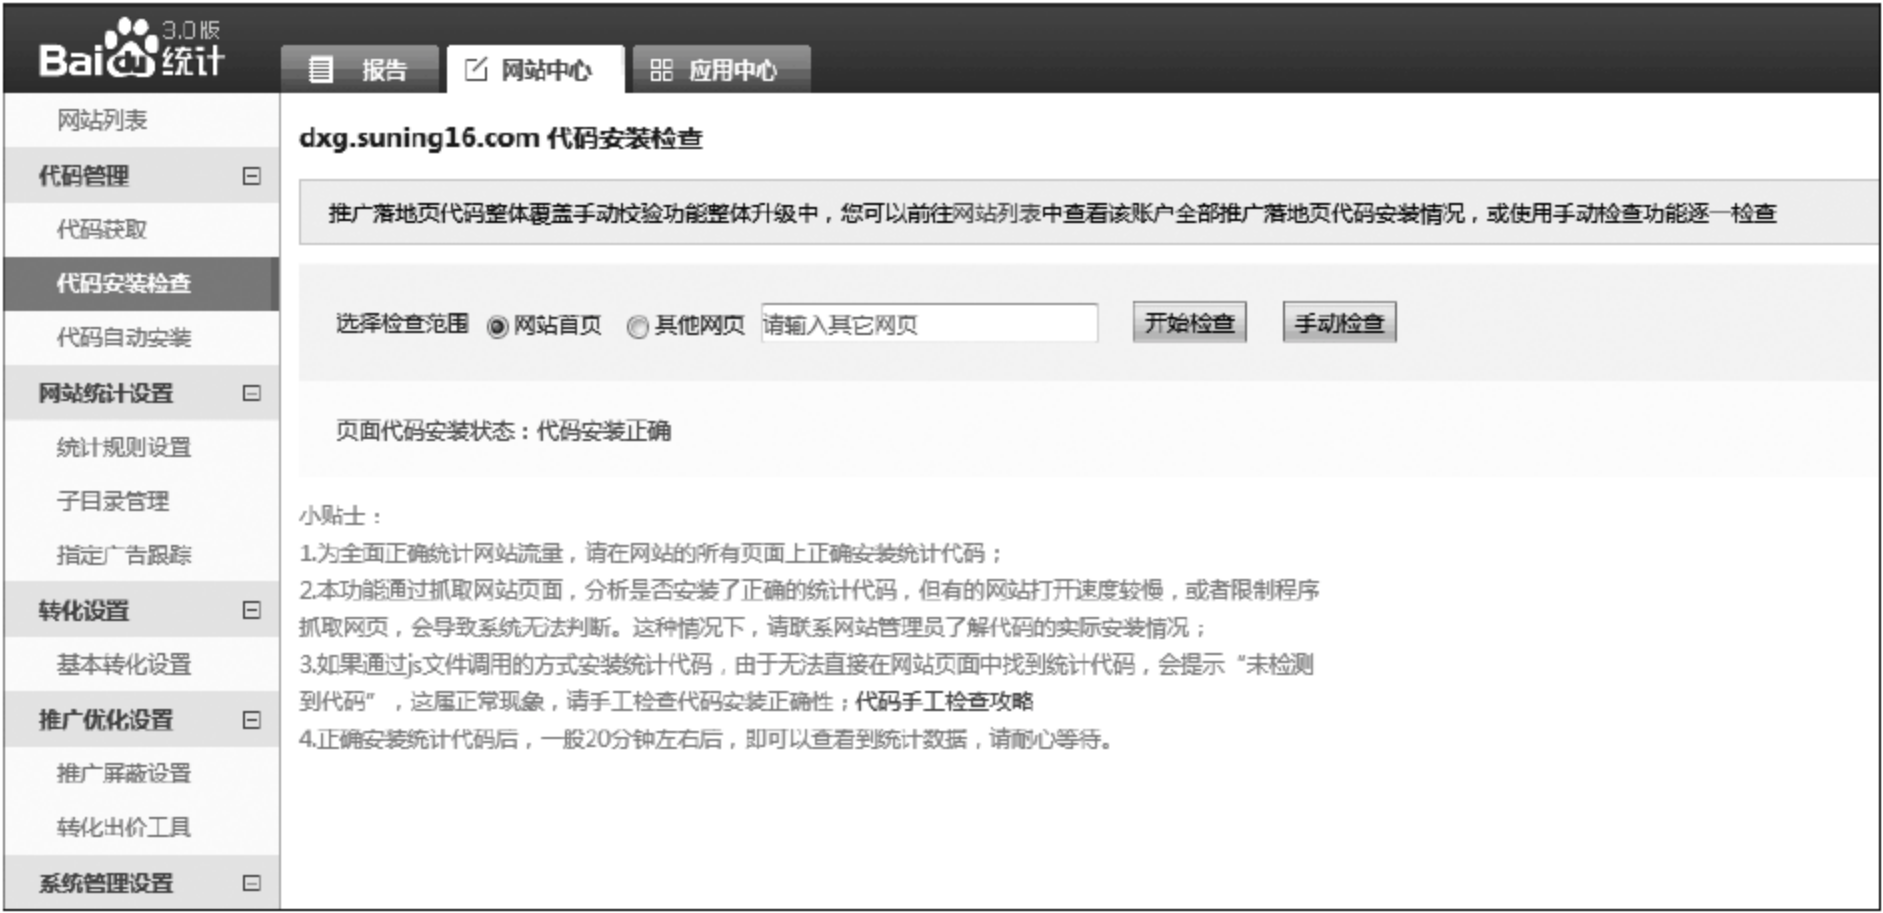 Bai du 统计 3.0版
报告
网站中心
应用中心
网站列表
代码管理
代码获取
代码安装检查
代码自动安装
网站统计设置
统计规则设置
子目录管理
指定广告跟踪
转化设置
基本转化设置
推广优化设置
推广屏蔽设置
转化出价工具
系统管理设置
dxg.suning16.com 代码安装检查
推广落地页代码整体覆盖手动校验功能整体升级中，您可以前往网站列表中查看该账户全部推广落地页代码安装情况，或使用手动检查功能逐一检查
选择检查范围 网站首页 其他网页 请输入其它网页 开始检查 手动检查
页面代码安装状态：代码安装正确
小贴士：
1.为全面正确统计网站流量，请在网站的所有页面上正确安装统计代码；
2.本功能通过抓取网站页面，分析是否安装了正确的统计代码，但有的网站打开速度较慢，或者限制程序
抓取网页，会导致系统无法判断。这种情况下，请联系网站管理员了解代码的实际安装情况；
3.如果通过js文件调用的方式安装统计代码，由于无法直接在网站页面中找到统计代码，会提示“未检测
到代码”，这属正常现象，请手工检查代码安装正确性；代码手工检查攻略
4.正确安装统计代码后，一般20分钟左右后，即可以查看到统计数据，请耐心等待。